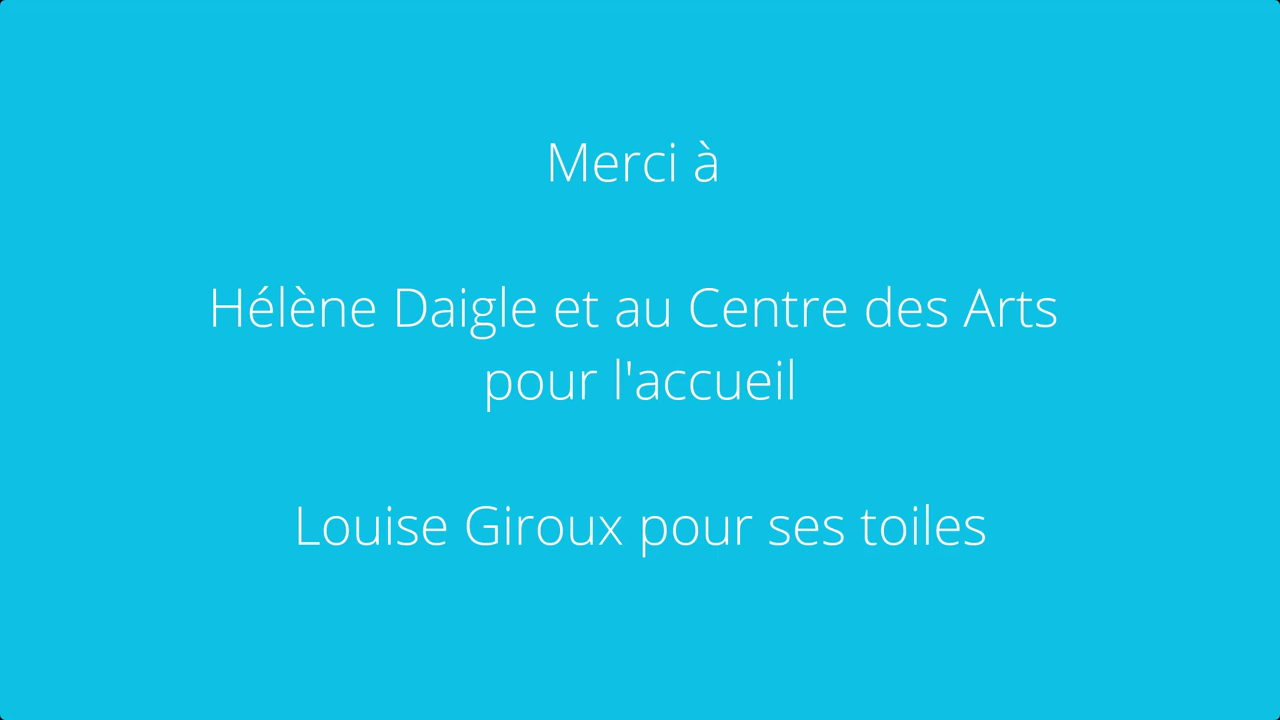 Merci à
Hélène Daigle et au Centre des Arts
pour l'accueil
Louise Giroux pour ses toiles